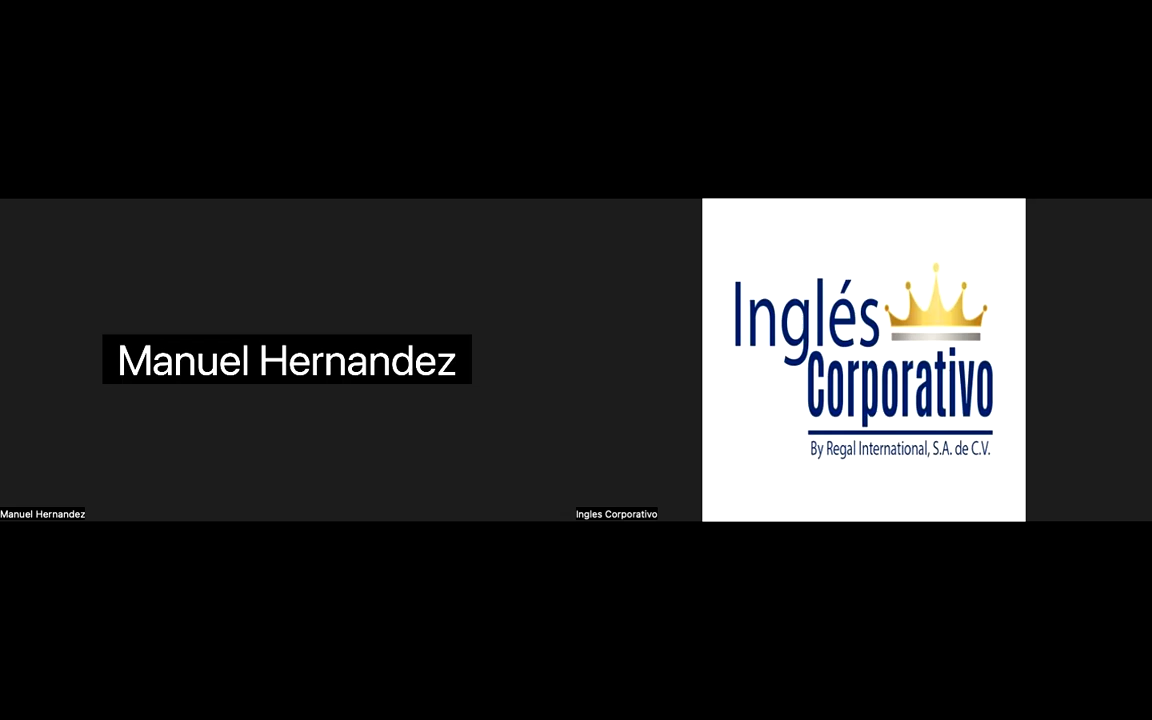 Manuel Hernandez
Inglés
Corporativo
By Regal International, S.A. de C.V.
Manuel Hernandez
Ingles Corporativo